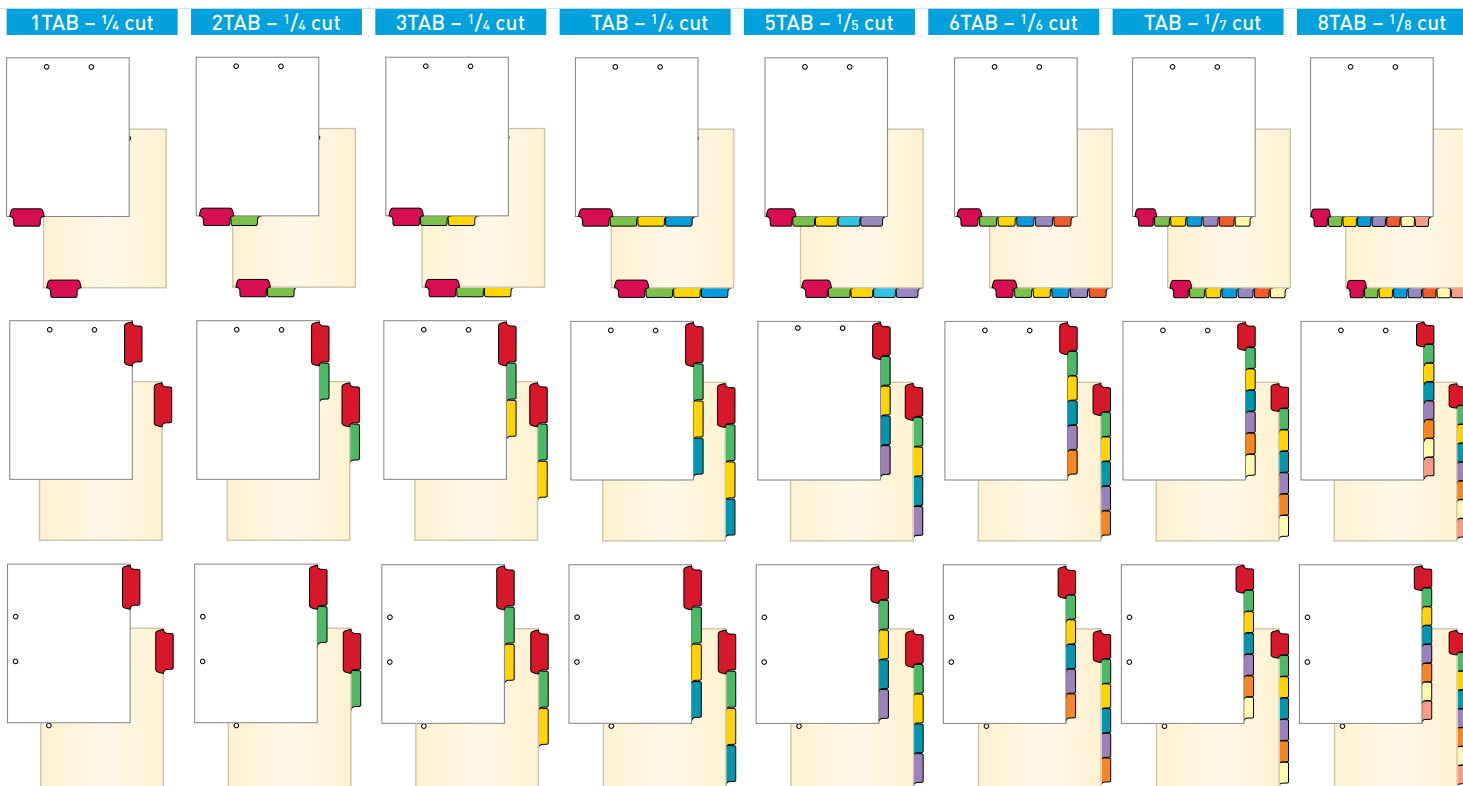 1TAB – 1/4 cut
2TAB – 1/4 cut
3TAB – 1/4 cut
TAB – 1/4 cut
5TAB – 1/5 cut
6TAB – 1/6 cut
TAB – 1/7 cut
8TAB – 1/8 cut